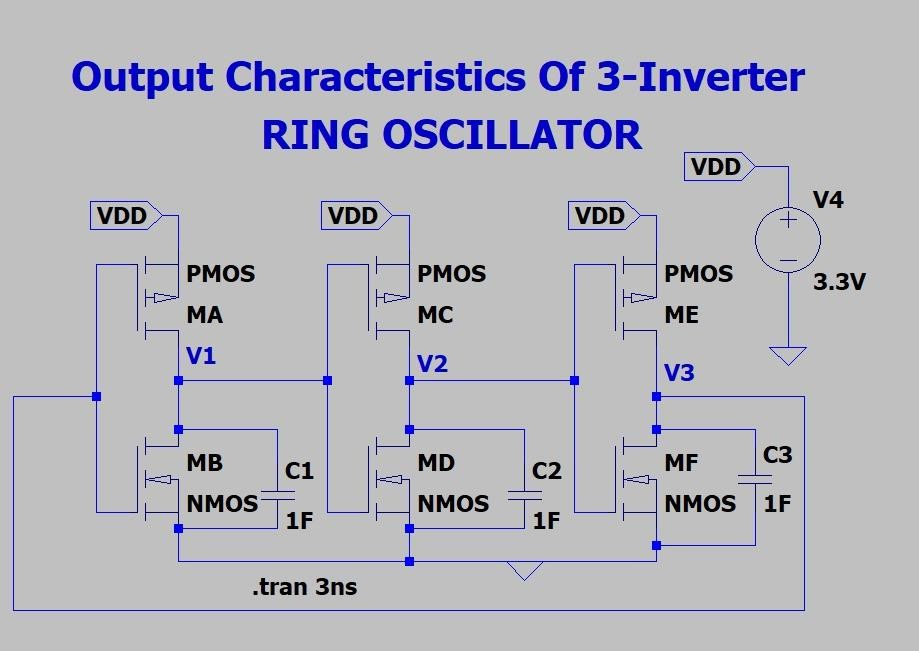 Output Characteristics Of 3-Inverter
RING OSCILLATOR
VDD
V4
3.3V
VDD
VDD
VDD
PMOS
MA
PMOS
MC
PMOS
ME
V1
V2
V3
MB
NMOS
C1
1F
MD
NMOS
C2
1F
MF
NMOS
C3
1F
.tran 3ns